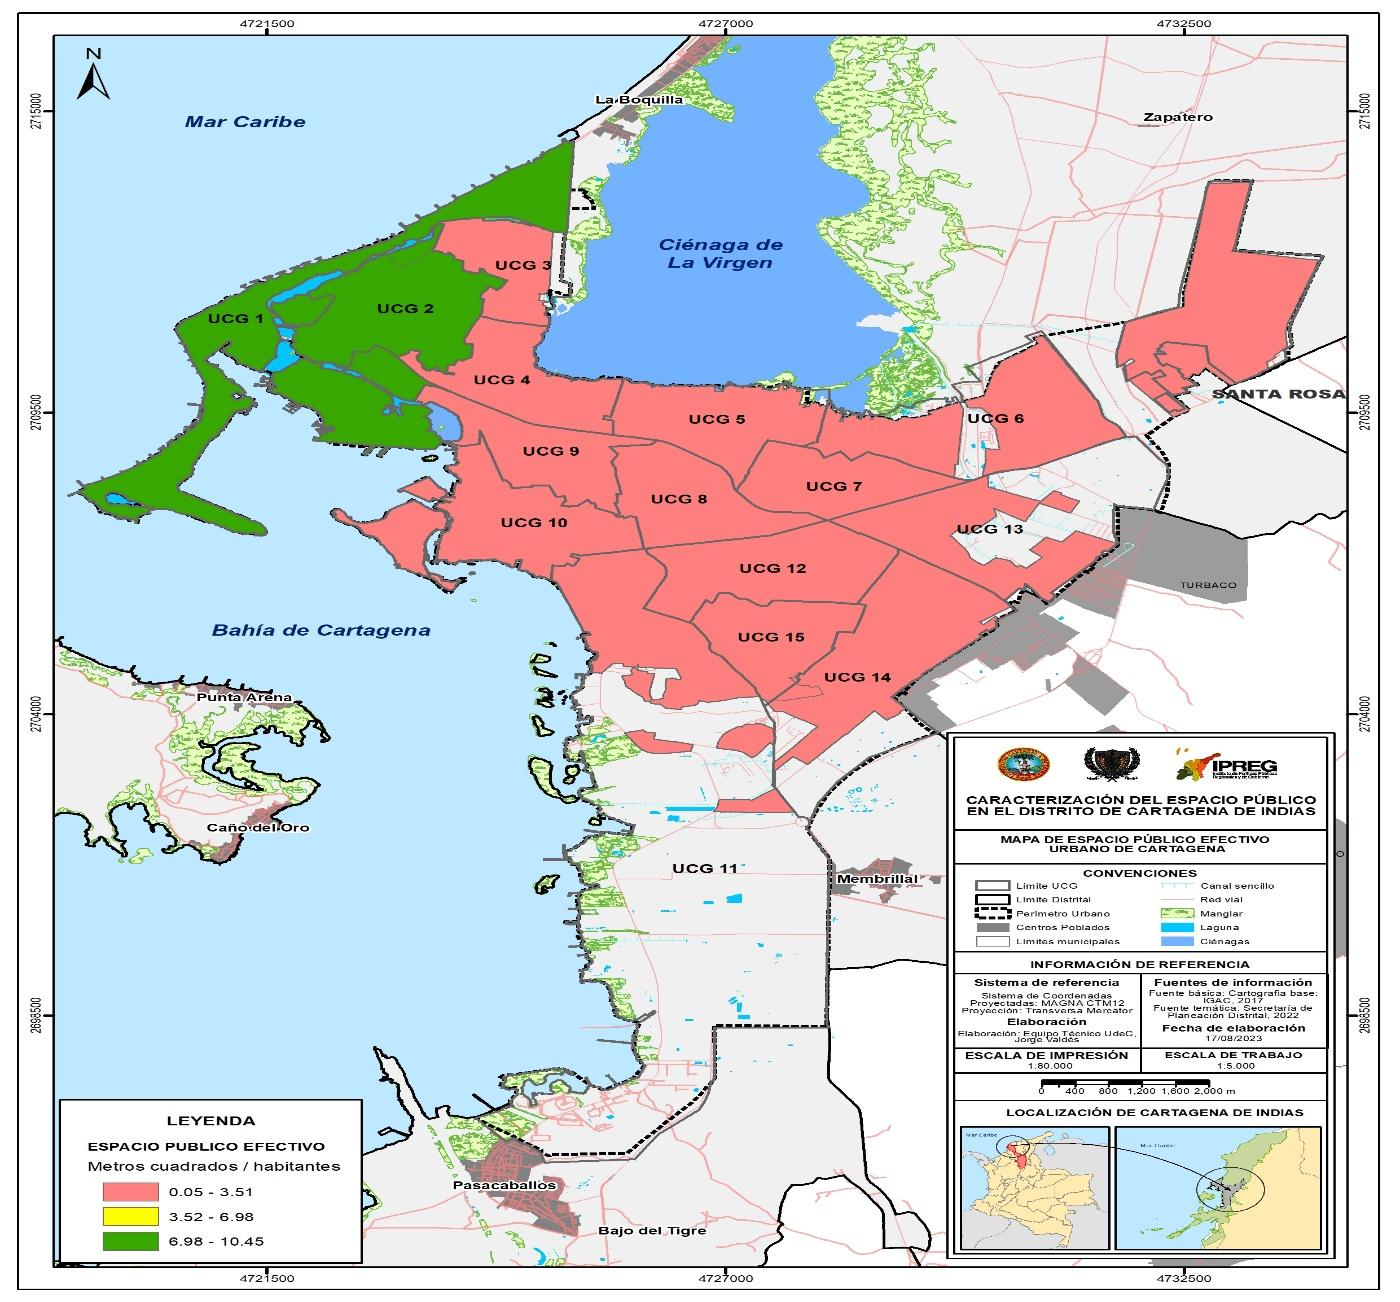 4721500
4727000
4732500
N
2715000
2715000
La Boquilla
Zapatero
Mar Caribe
Ciénaga de
La Virgen
UCG 3
UCG 1
UCG 2
UCG 4
SANTA ROSA
2709500
2709500
UCG 5
UCG 6
UCG 9
UCG 7
UCG 8
UCG 10
UCG 13
UCG 12
TURBACO
Bahía de Cartagena
UCG 15
UCG 14
Punta Arena
2704000
2704000
Caño del Oro
UCG 11
Membrillal
2698500
2698500
Pasacaballos
Bajo del Tigre
LEYENDA
ESPACIO PUBLICO EFECTIVO
Metros cuadrados / habitantes
0.05 - 3.51
3.52 - 6.98
6.98 - 10.45
IPREG
CARACTERIZACIÓN DEL ESPACIO PÚBLICO
EN EL DISTRITO DE CARTAGENA DE INDIAS
MAPA DE ESPACIO PÚBLICO EFECTIVO
URBANO DE CARTAGENA
CONVENCIONES
Límite UCG
Límite Distrital
Perímetro Urbano
Centros Poblados
Límites municipales
Canal sencillo
Red vial
Manglar
Laguna
Ciénagas
INFORMACIÓN DE REFERENCIA
Sistema de referencia
Sistema de Coordenadas
Proyectadas: MAGNA CTM12
Proyección: Transversa Mercator
Elaboración
Elaboración: Equipo Técnico UdeC,
Jorge Valdés
Fuentes de información
Fuente básica: Cartografía base:
IGAC, 2017
Fuente temática: Secretaría de
Planeación Distrital, 2022
Fecha de elaboración
17/08/2023
ESCALA DE IMPRESIÓN
1:80.000
ESCALA DE TRABAJO
1:5.000
0 400 800 1,200 1,600 2,000 m
LOCALIZACIÓN DE CARTAGENA DE INDIAS
Mar Caribe
Mar Caribe
4721500
4727000
4732500